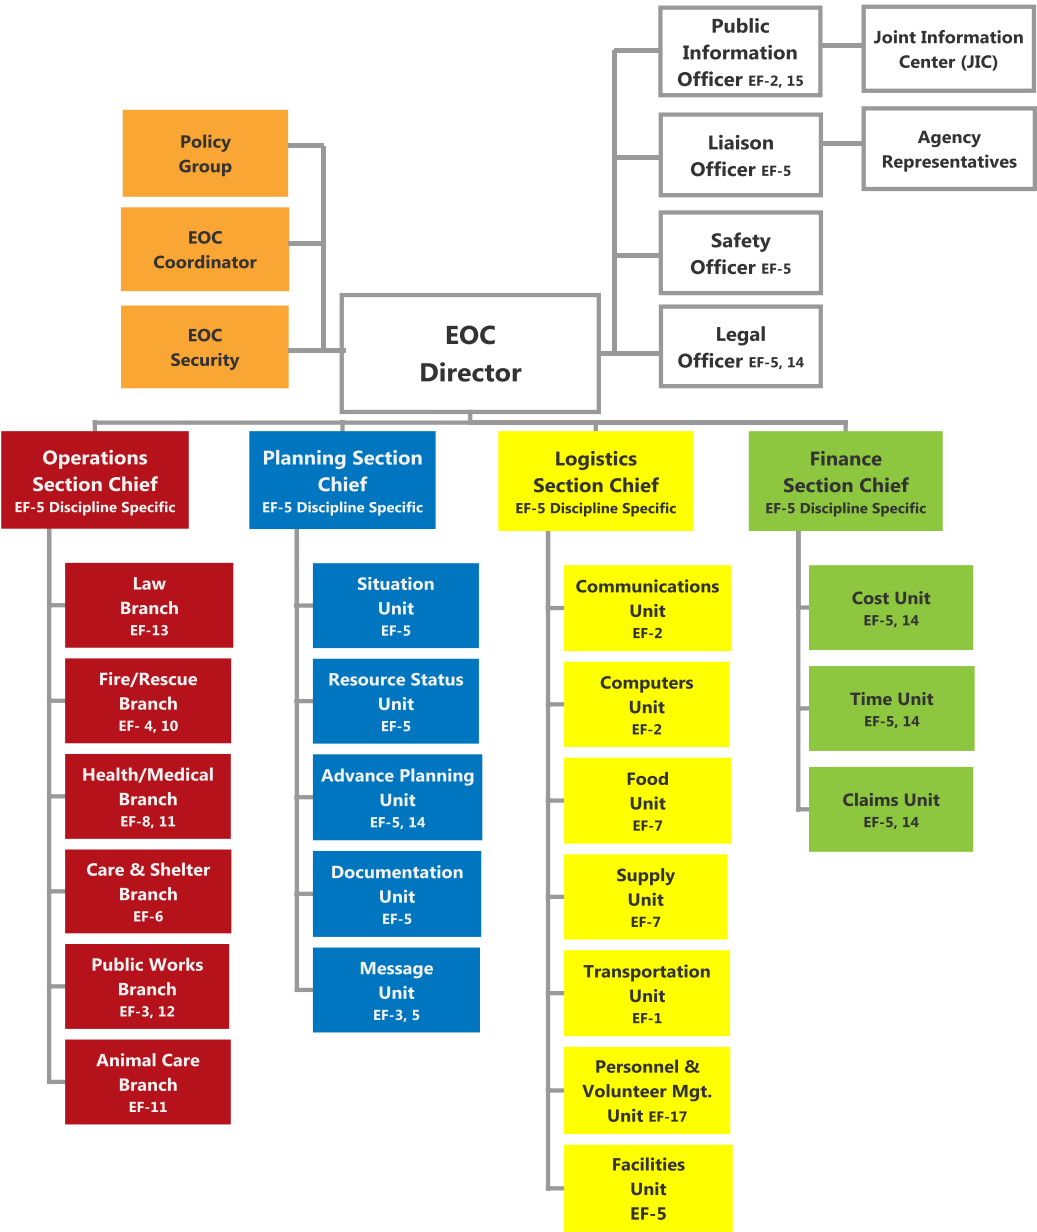 Public
Information
Officer EF-2, 15
Joint Information
Center (JIC)
Liaison
Officer EF-5
Agency
Representatives
Safety
Officer EF-5
Legal
Officer EF-5, 14
Policy
Group
EOC
Coordinator
EOC
Security
EOC
Director
Operations
Section Chief
EF-5 Discipline Specific
Law
Branch
EF-13
Fire/Rescue
Branch
EF- 4, 10
Health/Medical
Branch
EF-8, 11
Care & Shelter
Branch
EF-6
Public Works
Branch
EF-3, 12
Animal Care
Branch
EF-11
Planning Section
Chief
EF-5 Discipline Specific
Situation
Unit
EF-5
Resource Status
Unit
EF-5
Advance Planning
Unit
EF-5, 14
Documentation
Unit
EF-5
Message
Unit
EF-3, 5
Logistics
Section Chief
EF-5 Discipline Specific
Communications
Unit
EF-2
Computers
Unit
EF-2
Food
Unit
EF-7
Supply
Unit
EF-7
Transportation
Unit
EF-1
Personnel &
Volunteer Mgt.
Unit EF-17
Facilities
Unit
EF-5
Finance
Section Chief
EF-5 Discipline Specific
Cost Unit
EF-5, 14
Time Unit
EF-5, 14
Claims Unit
EF-5, 14